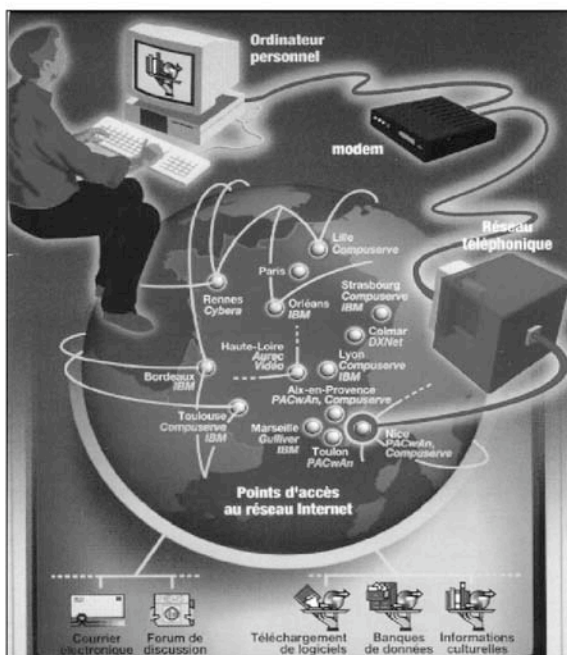 Ordinateur
personnel
modem
Réseau
téléphonique
Lille
Compuserve
Paris
Rennes
Cybera
Orléans
IBM
Strasbourg
Compuserve
IBM
Colmar
DXNet
Haute-Loire
Aurec
Vidéo
Lyon
Compuserve
IBM
Bordeaux
IBM
Aix-en-Provence
PACwAn, Compuserve
Toulouse
Compuserve
IBM
Marseille
Gulliver
IBM
Toulon
PACwAn
Nice
PACwAn,
Compuserve
Points d'accès
au réseau Internet
Courrier
électronique
Forum de
discussion
Téléchargement
de logiciels
Banques
de données
Informations
culturelles